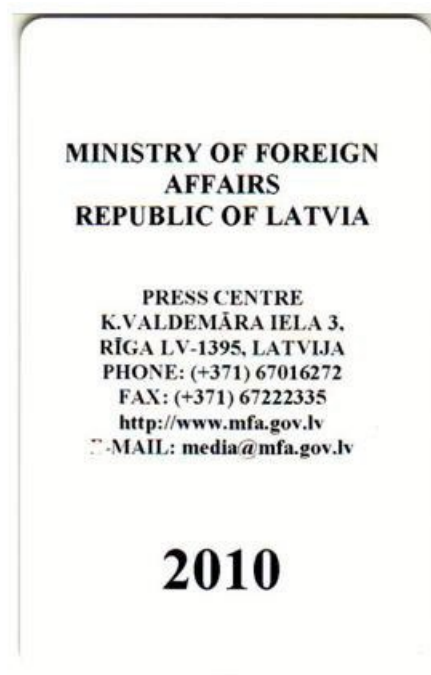 MINISTRY OF FOREIGN
AFFAIRS
REPUBLIC OF LATVIA
PRESS CENTRE
K.VALDEMĀRA IELA 3,
RĪGA LV-1395, LATVIJA
PHONE: (+371) 67016272
FAX: (+371) 67222335
http://www.mfa.gov.lv
E-MAIL: media@mfa.gov.lv
2010